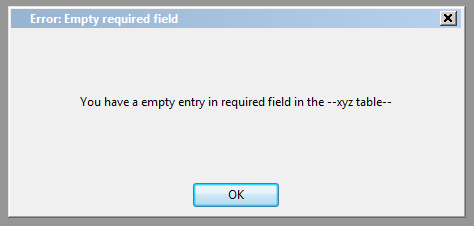 Error: Empty required field
You have a empty entry in required field in the --xyz table--
OK